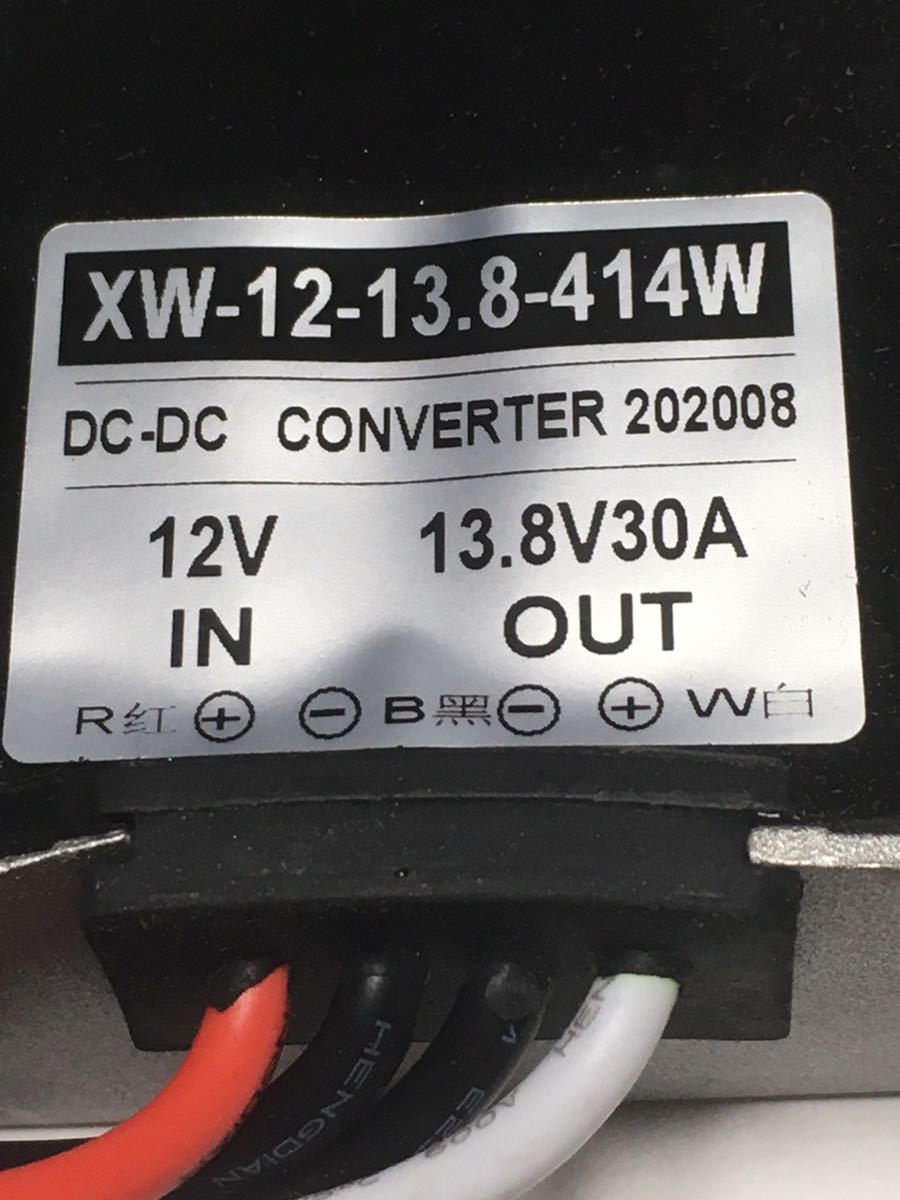 XW-12-13.8-414W
DC-DC CONVERTER 202008
12V 13.8V30A
IN OUT
R红 ⊕ ⊖ B黑 ⊖ ⊕ W白
HENGDIAN